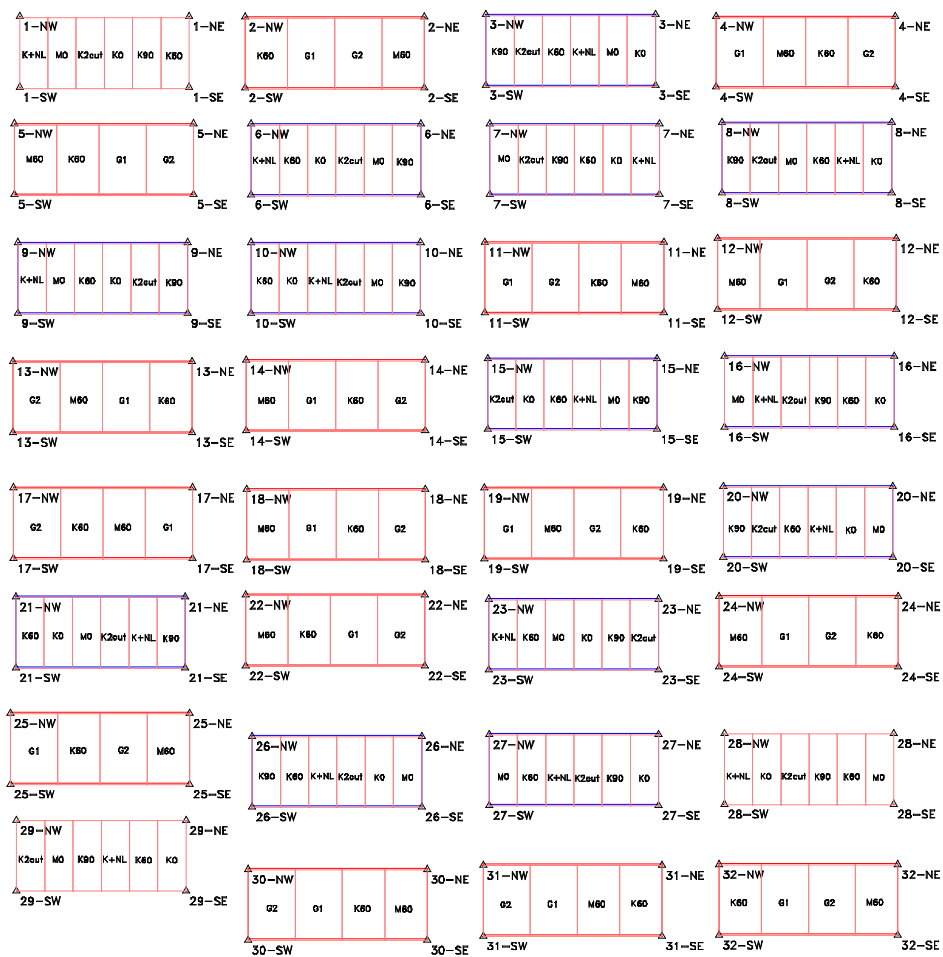 1-NW 1-NE 2-NW 2-NE 3-NW 3-NE 4-NW 4-NE
K+NL M0 K2cut K0 K90 K60 K60 G1 G2 M60 K90 K2cut K60 K+NL M0 K0 G1 M60 K60 G2
1-SW 1-SE 2-SW 2-SE 3-SW 3-SE 4-SW 4-SE
5-NW 5-NE 6-NW 6-NE 7-NW 7-NE 8-NW 8-NE
M60 K60 G1 G2 K+NL K60 K0 K2cut M0 K90 M0 K2cut K90 K60 K0 K+NL K90 K2cut M0 K60 K+NL K0
5-SW 5-SE 6-SW 6-SE 7-SW 7-SE 8-SW 8-SE
9-NW 9-NE 10-NW 10-NE 11-NW 11-NE 12-NW 12-NE
K+NL M0 K60 K0 K2cut K90 K60 K0 K+NL K2cut M0 K90 G1 G2 K60 M60 M60 G1 G2 K60
9-SW 9-SE 10-SW 10-SE 11-SW 11-SE 12-SW 12-SE
13-NW 13-NE 14-NW 14-NE 15-NW 15-NE 16-NW 16-NE
G2 M60 G1 K60 M60 G1 K60 G2 K2cut K0 K60 K+NL M0 K90 M0 K+NL K2cut K90 K60 K0
13-SW 13-SE 14-SW 14-SE 15-SW 15-SE 16-SW 16-SE
17-NW 17-NE 18-NW 18-NE 19-NW 19-NE 20-NW 20-NE
G2 K60 M60 G1 M60 G1 K60 G2 G1 M60 G2 K60 K90 K2cut K60 K+NL K0 M0
17-SW 17-SE 18-SW 18-SE 19-SW 19-SE 20-SW 20-SE
21-NW 21-NE 22-NW 22-NE 23-NW 23-NE 24-NW 24-NE
K60 K0 M0 K2cut K+NL K90 M60 K60 G1 G2 K+NL K60 M0 K0 K90 K2cut M60 G1 G2 K60
21-SW 21-SE 22-SW 22-SE 23-SW 23-SE 24-SW 24-SE
25-NW 25-NE 26-NW 26-NE 27-NW 27-NE 28-NW 28-NE
G1 K60 G2 M60 K90 K60 K+NL K2cut K0 M0 M0 K60 K+NL K2cut K90 K0 K+NL K0 K2cut K90 K60 M0
25-SW 25-SE 26-SW 26-SE 27-SW 27-SE 28-SW 28-SE
29-NW 29-NE
K2cut M0 K90 K+NL K60 K0
29-SW 29-SE
30-NW 30-NE 31-NW 31-NE 32-NW 32-NE
G2 G1 K60 M60 G2 G1 M60 K60 K60 G1 G2 M60
30-SW 30-SE 31-SW 31-SE 32-SW 32-SE